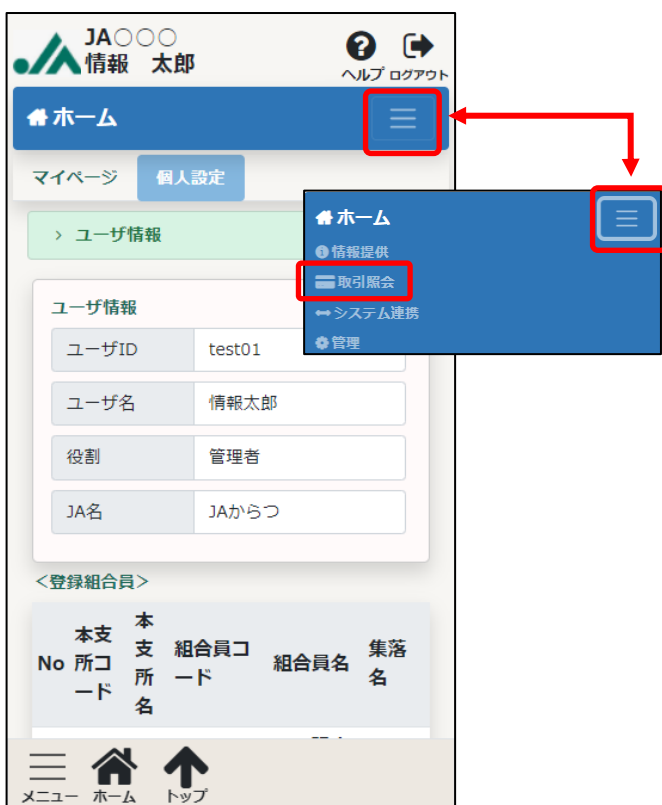 JA○○○
情報　太郎
ヘルプ ログアウト
ホーム
マイページ 個人設定
> ユーザ情報
ホーム
情報提供
取引照会
システム連携
管理
ユーザ情報
ユーザID test01
ユーザ名 情報太郎
役割 管理者
JA名 JAからつ
<登録組合員>
No 本支所コード 本支所名 組合員コード 組合員名 集落名
メニュー ホーム トップ